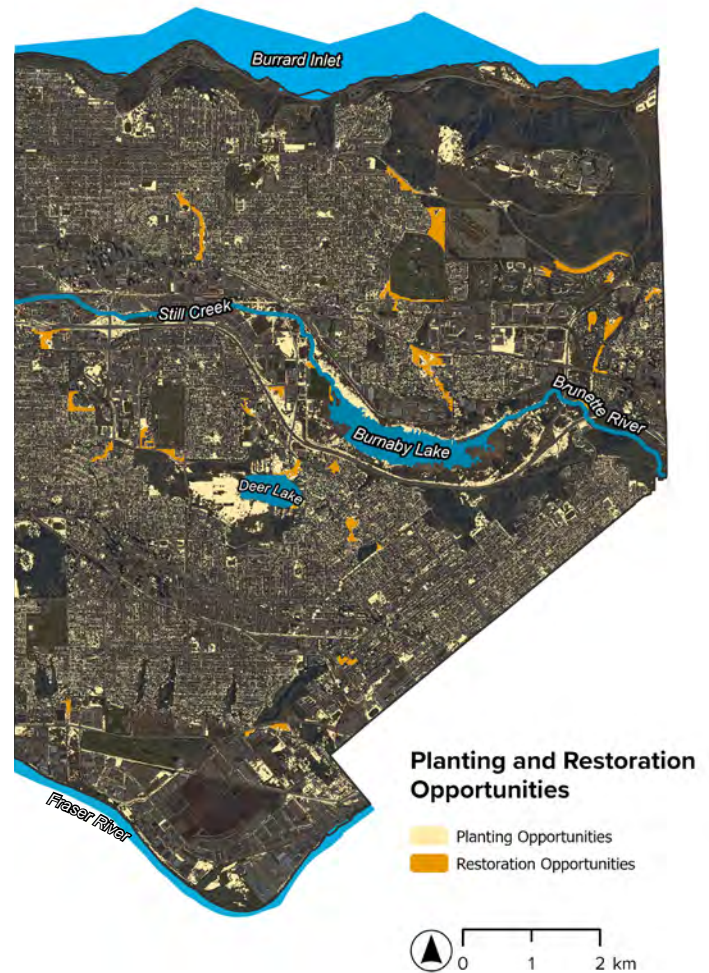 Burrard Inlet
Still Creek
Brunette River
Burnaby Lake
Deer Lake
Fraser River
Planting and Restoration
Opportunities
Planting Opportunities
Restoration Opportunities
0 1 2 km